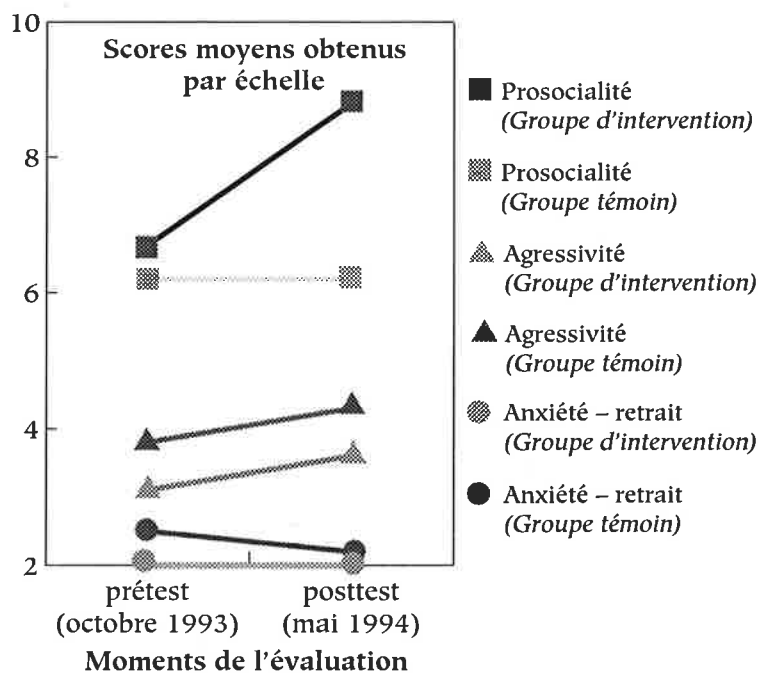 10
8
6
4
2
Scores moyens obtenus
par échelle
Prosocialité
(Groupe d'intervention)
Prosocialité
(Groupe témoin)
Agressivité
(Groupe d'intervention)
Agressivité
(Groupe témoin)
Anxiété – retrait
(Groupe d'intervention)
Anxiété – retrait
(Groupe témoin)
prétest
(octobre 1993)
posttest
(mai 1994)
Moments de l'évaluation